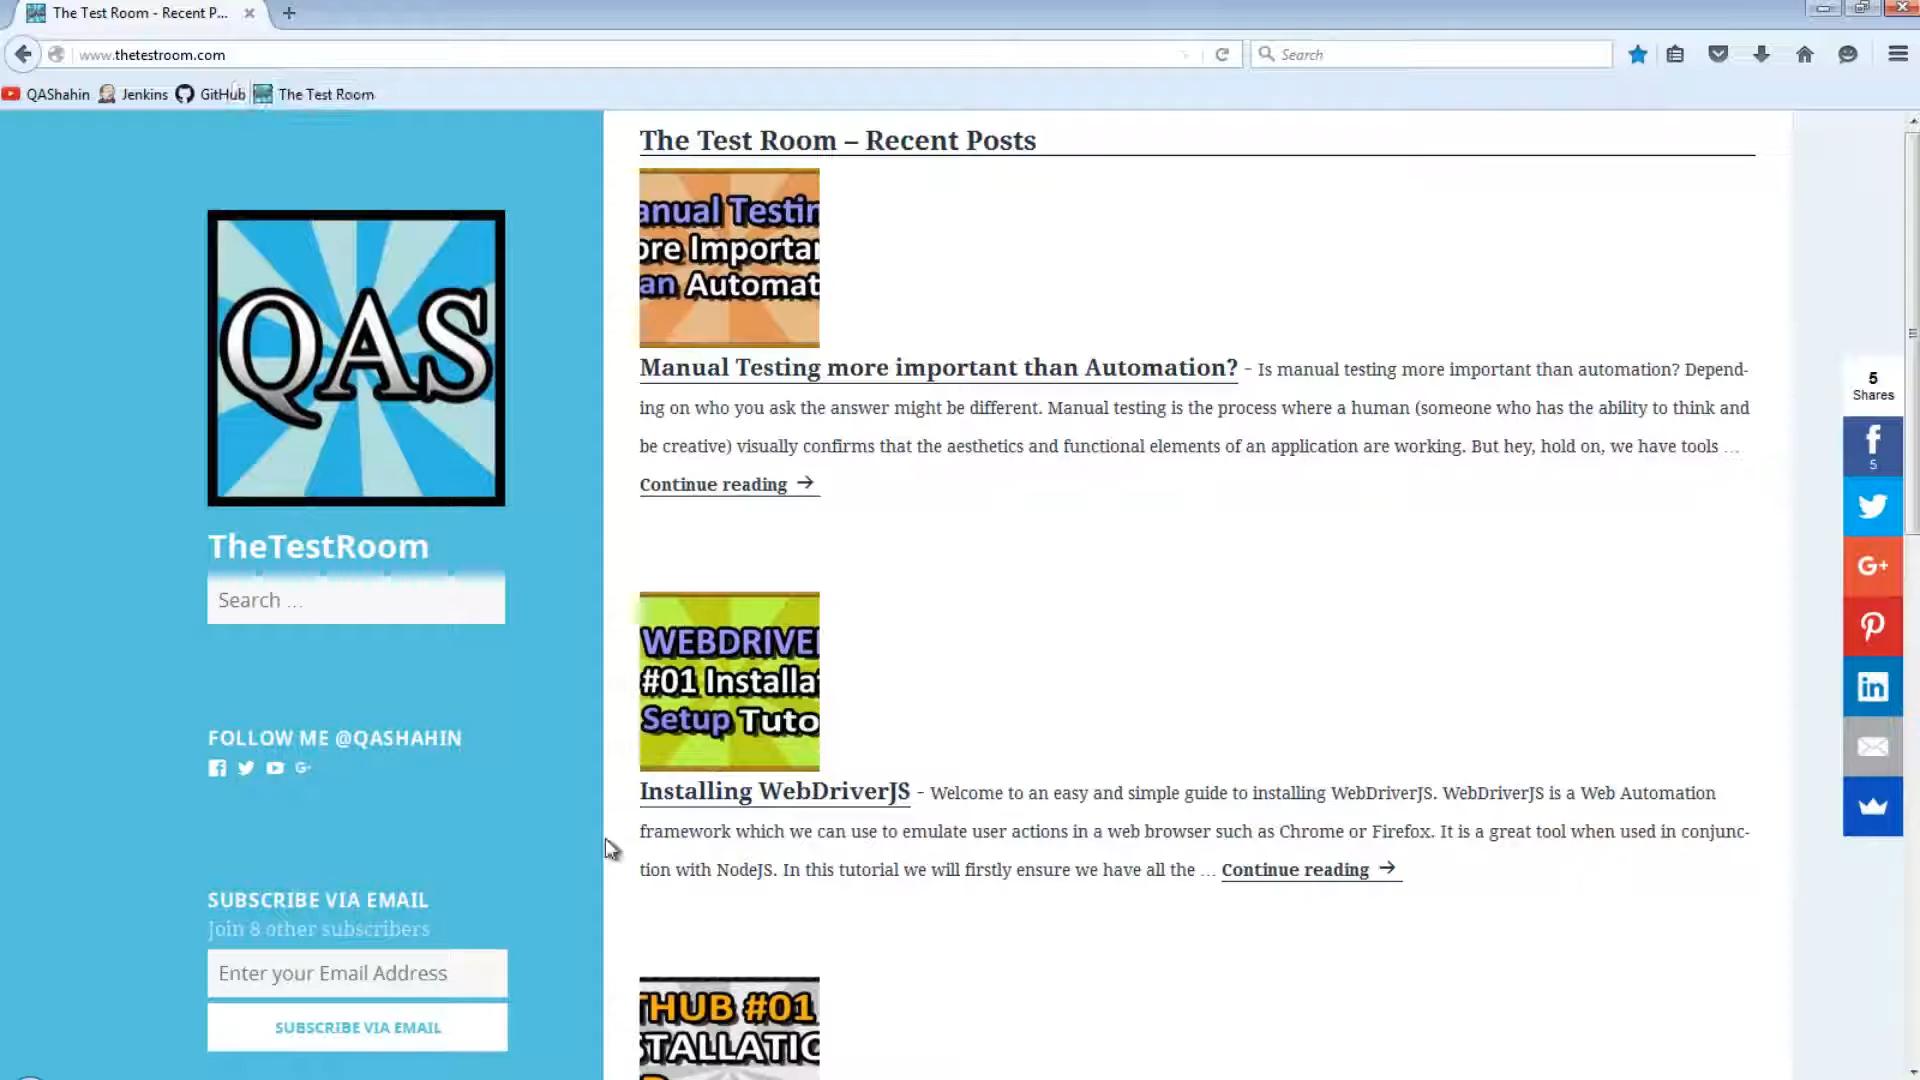 The Test Room - Recent P...
www.thetestroom.com
Search
QAShahin
Jenkins
GitHub
The Test Room
QAS
TheTestRoom
Search ...
FOLLOW ME @QASHAHIN
SUBSCRIBE VIA EMAIL
Join 8 other subscribers
Enter your Email Address
SUBSCRIBE VIA EMAIL
The Test Room – Recent Posts
anual Testin
ore Importa
an Automat
Manual Testing more important than Automation? - Is manual testing more important than automation? Depend-
ing on who you ask the answer might be different. Manual testing is the process where a human (someone who has the ability to think and
be creative) visually confirms that the aesthetics and functional elements of an application are working. But hey, hold on, we have tools ...
Continue reading →
WEBDRIVE
#01 Installa
Setup Tuto
Installing WebDriverJS - Welcome to an easy and simple guide to installing WebDriverJS. WebDriverJS is a Web Automation
framework which we can use to emulate user actions in a web browser such as Chrome or Firefox. It is a great tool when used in conjunc-
tion with NodeJS. In this tutorial we will firstly ensure we have all the ... Continue reading →
THUB #01
STALLATIO
5
Shares
f
5
G+
in